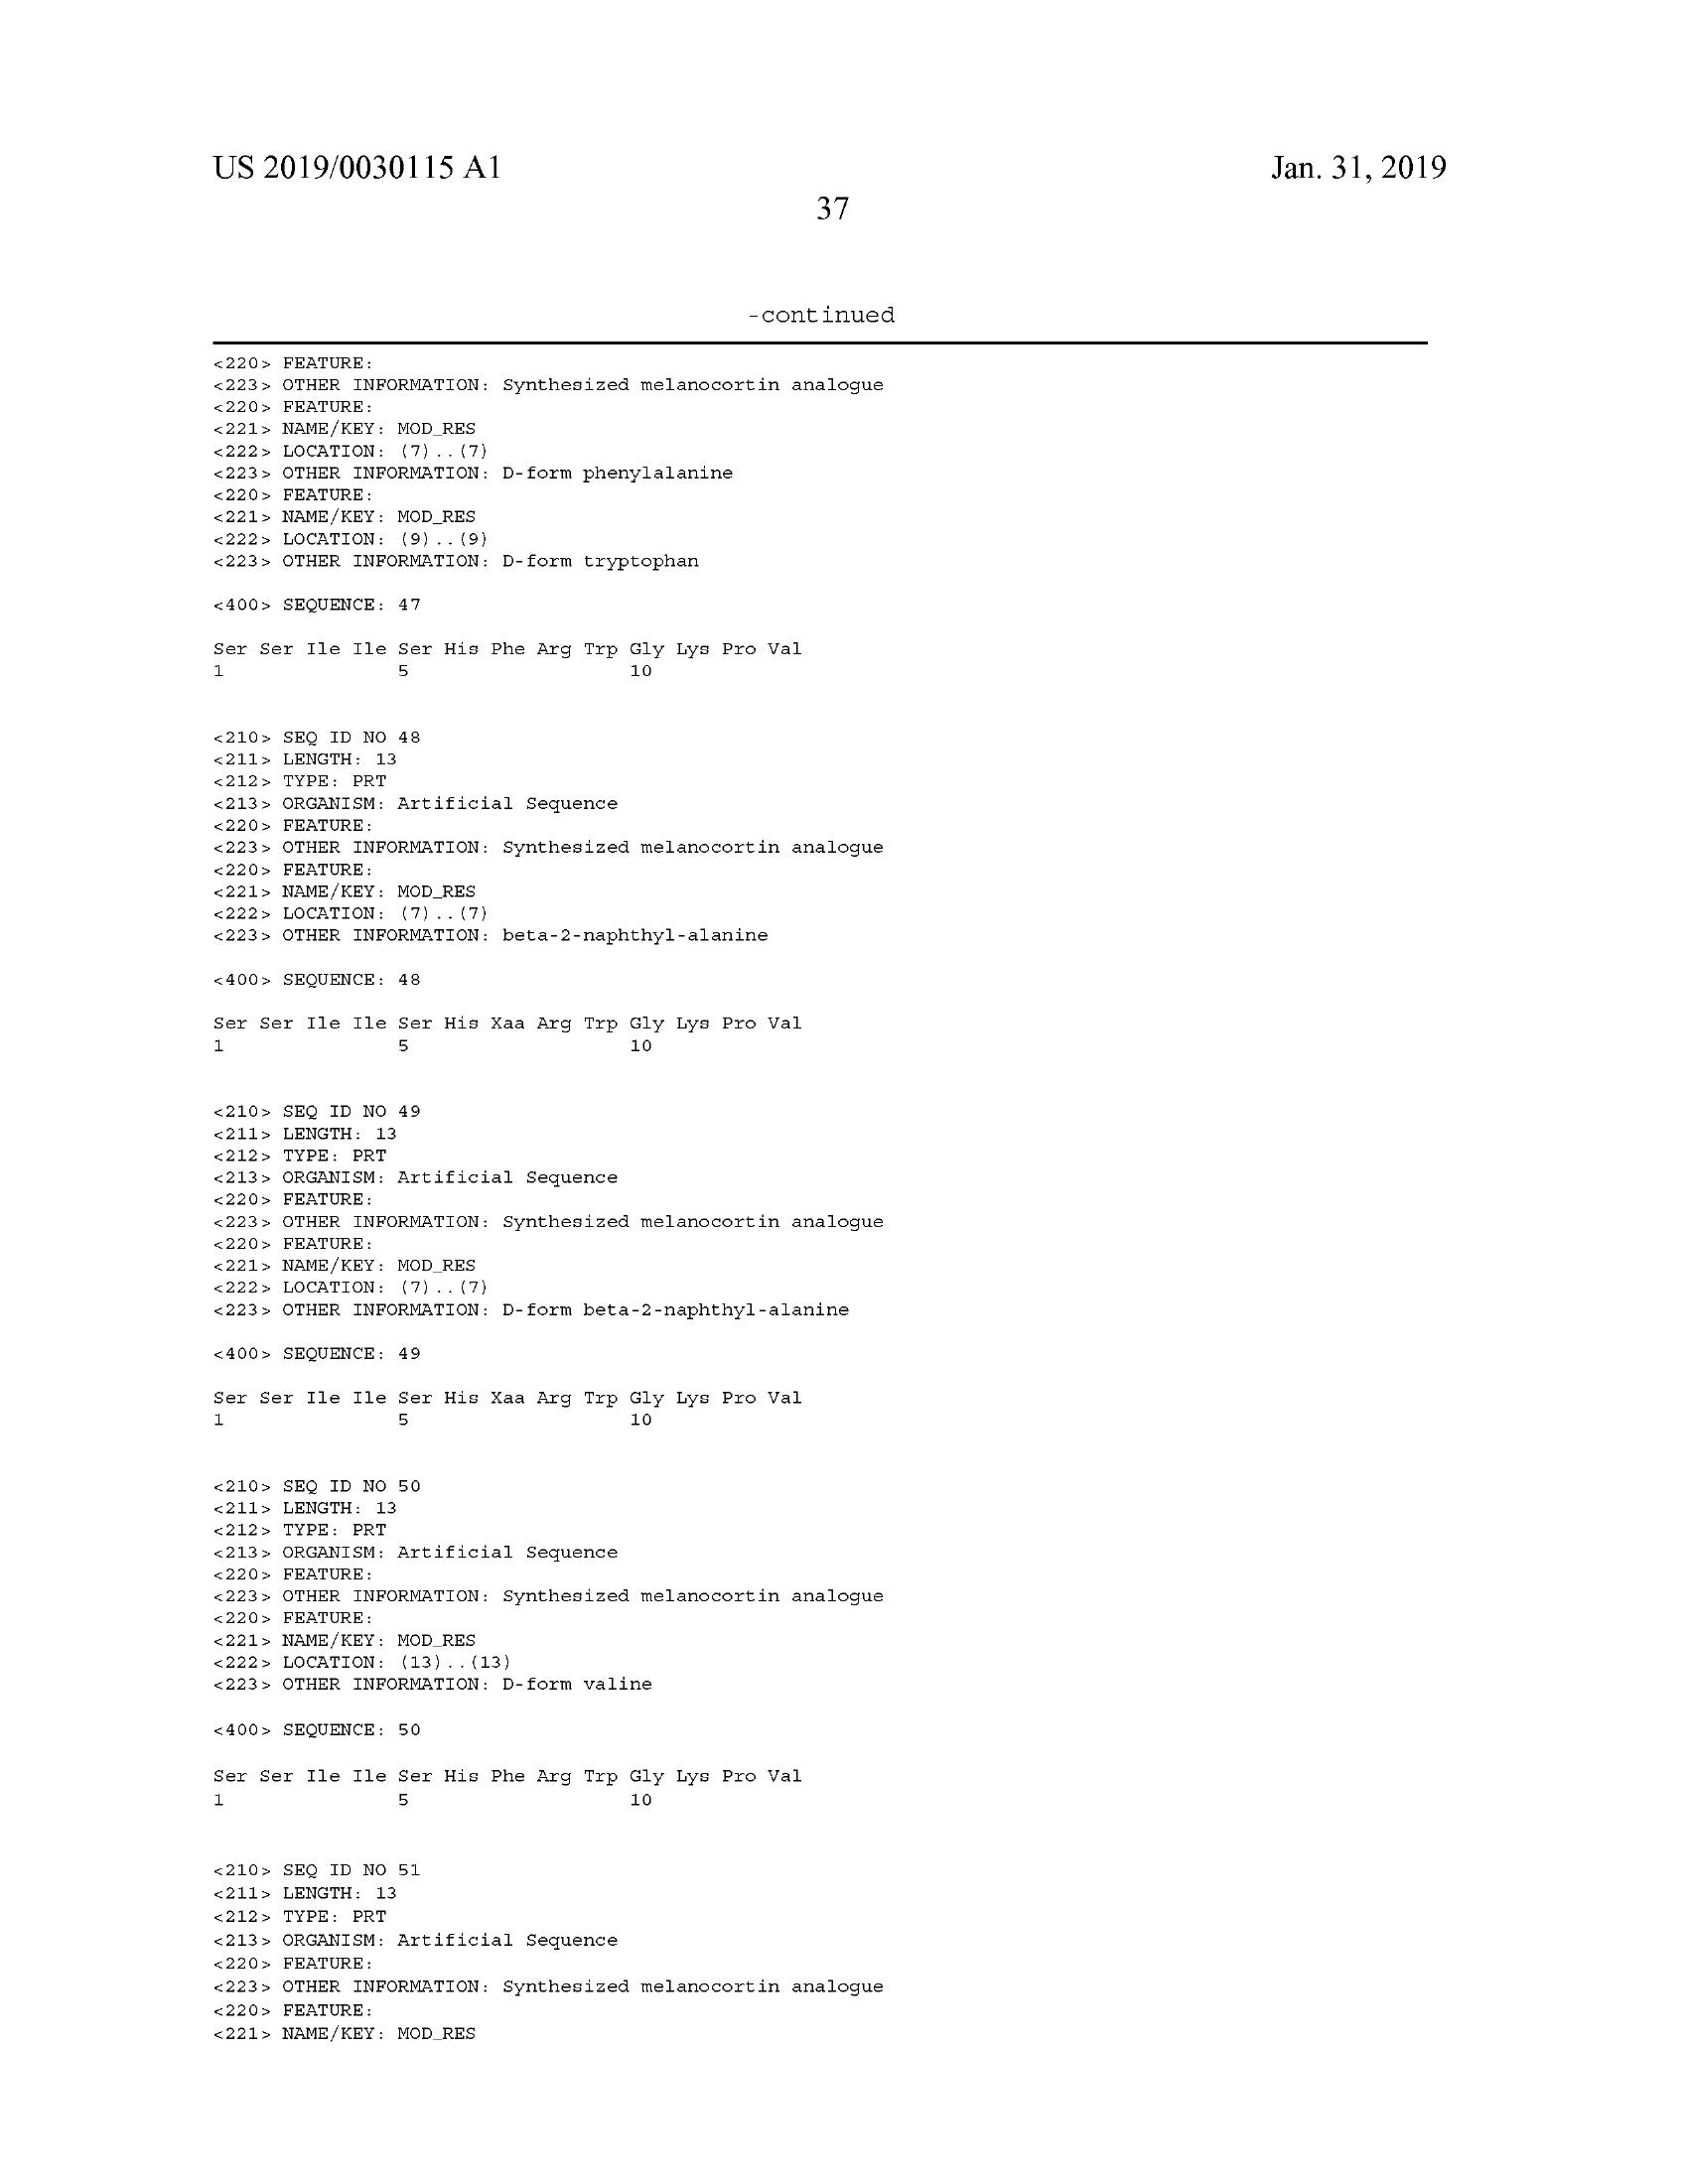 US 2019/0030115 A1
Jan. 31, 2019
37
-continued
<220> FEATURE:
<223> OTHER INFORMATION: Synthesized melanocortin analogue
<220> FEATURE:
<221> NAME/KEY: MOD_RES
<222> LOCATION: (7)..(7)
<223> OTHER INFORMATION: D-form phenylalanine
<220> FEATURE:
<221> NAME/KEY: MOD_RES
<222> LOCATION: (9)..(9)
<223> OTHER INFORMATION: D-form tryptophan
<400> SEQUENCE: 47
Ser Ser Ile Ile Ser His Phe Arg Trp Gly Lys Pro Val
1 5 10
<210> SEQ ID NO 48
<211> LENGTH: 13
<212> TYPE: PRT
<213> ORGANISM: Artificial Sequence
<220> FEATURE:
<223> OTHER INFORMATION: Synthesized melanocortin analogue
<220> FEATURE:
<221> NAME/KEY: MOD_RES
<222> LOCATION: (7)..(7)
<223> OTHER INFORMATION: beta-2-naphthyl-alanine
<400> SEQUENCE: 48
Ser Ser Ile Ile Ser His Xaa Arg Trp Gly Lys Pro Val
1 5 10
<210> SEQ ID NO 49
<211> LENGTH: 13
<212> TYPE: PRT
<213> ORGANISM: Artificial Sequence
<220> FEATURE:
<223> OTHER INFORMATION: Synthesized melanocortin analogue
<220> FEATURE:
<221> NAME/KEY: MOD_RES
<222> LOCATION: (7)..(7)
<223> OTHER INFORMATION: D-form beta-2-naphthyl-alanine
<400> SEQUENCE: 49
Ser Ser Ile Ile Ser His Xaa Arg Trp Gly Lys Pro Val
1 5 10
<210> SEQ ID NO 50
<211> LENGTH: 13
<212> TYPE: PRT
<213> ORGANISM: Artificial Sequence
<220> FEATURE:
<223> OTHER INFORMATION: Synthesized melanocortin analogue
<220> FEATURE:
<221> NAME/KEY: MOD_RES
<222> LOCATION: (13)..(13)
<223> OTHER INFORMATION: D-form valine
<400> SEQUENCE: 50
Ser Ser Ile Ile Ser His Phe Arg Trp Gly Lys Pro Val
1 5 10
<210> SEQ ID NO 51
<211> LENGTH: 13
<212> TYPE: PRT
<213> ORGANISM: Artificial Sequence
<220> FEATURE:
<223> OTHER INFORMATION: Synthesized melanocortin analogue
<220> FEATURE:
<221> NAME/KEY: MOD_RES